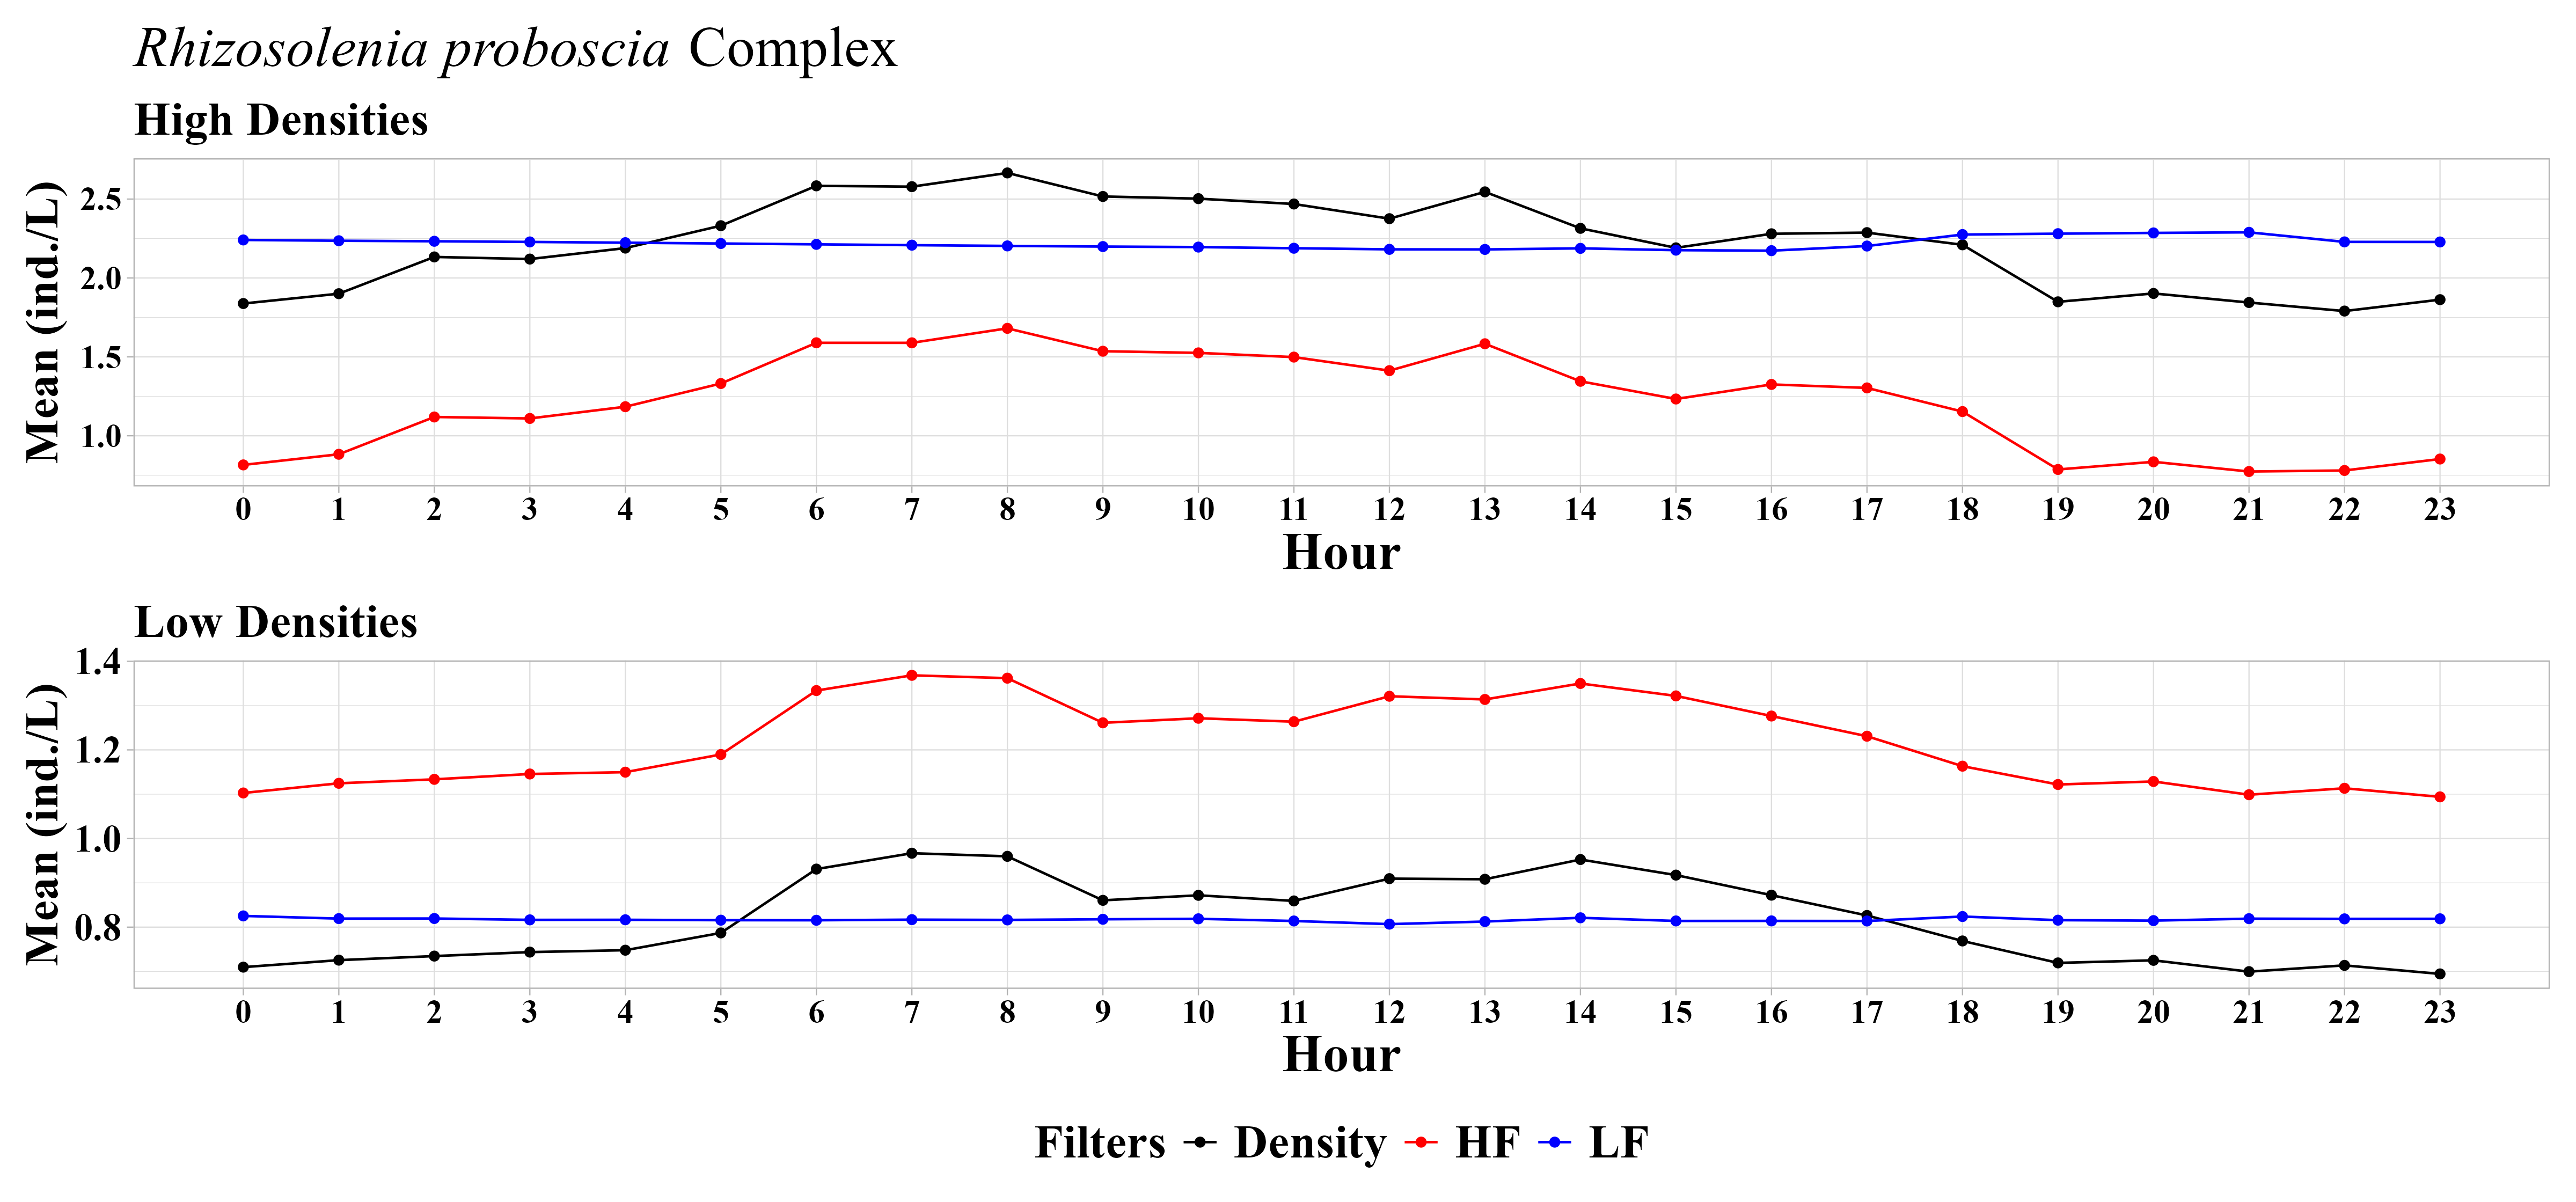 Rhizosolenia proboscia Complex
High Densities
Mean (ind./L)
2.5
2.0
1.5
1.0
0 1 2 3 4 5 6 7 8 9 10 11 12 13 14 15 16 17 18 19 20 21 22 23
Hour
Low Densities
Mean (ind./L)
1.4
1.2
1.0
0.8
0 1 2 3 4 5 6 7 8 9 10 11 12 13 14 15 16 17 18 19 20 21 22 23
Hour
Filters Density HF LF